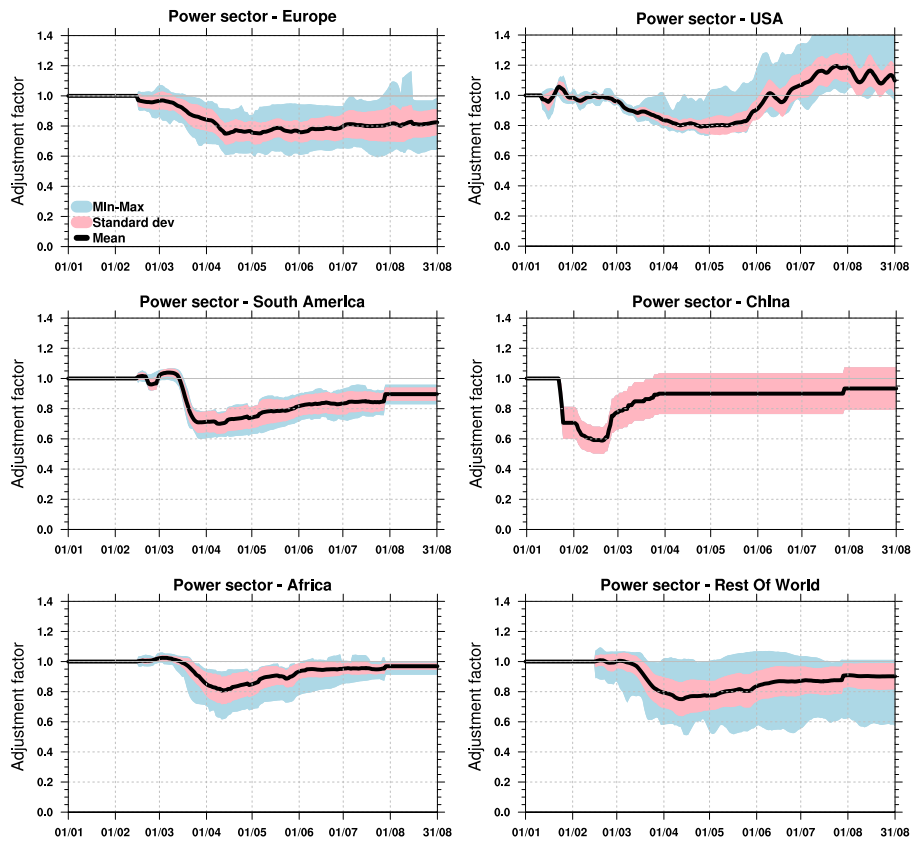 Power sector - Europe
Adjustment factor
1.4
1.2
1.0
0.8
0.6
0.4
0.2
0.0
MIn-Max
Standard dev
Mean
01/01 01/02 01/03 01/04 01/05 01/06 01/07 01/08 31/08
Power sector - USA
Adjustment factor
1.4
1.2
1.0
0.8
0.6
0.4
0.2
0.0
01/01 01/02 01/03 01/04 01/05 01/06 01/07 01/08 31/08
Power sector - South America
Adjustment factor
1.4
1.2
1.0
0.8
0.6
0.4
0.2
0.0
01/01 01/02 01/03 01/04 01/05 01/06 01/07 01/08 31/08
Power sector - China
Adjustment factor
1.4
1.2
1.0
0.8
0.6
0.4
0.2
0.0
01/01 01/02 01/03 01/04 01/05 01/06 01/07 01/08 31/08
Power sector - Africa
Adjustment factor
1.4
1.2
1.0
0.8
0.6
0.4
0.2
0.0
01/01 01/02 01/03 01/04 01/05 01/06 01/07 01/08 31/08
Power sector - Rest Of World
Adjustment factor
1.4
1.2
1.0
0.8
0.6
0.4
0.2
0.0
01/01 01/02 01/03 01/04 01/05 01/06 01/07 01/08 31/08